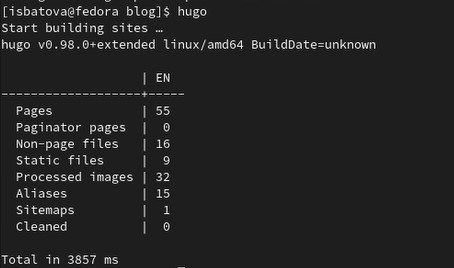 [isbatova@fedora blog]$ hugo
Start building sites …
hugo v0.98.0+extended linux/amd64 BuildDate=unknown
                   | EN
-------------------+-----
  Pages            | 55
  Paginator pages  |  0
  Non-page files   | 16
  Static files     |  9
  Processed images | 32
  Aliases          | 15
  Sitemaps         |  1
  Cleaned          |  0
Total in 3857 ms